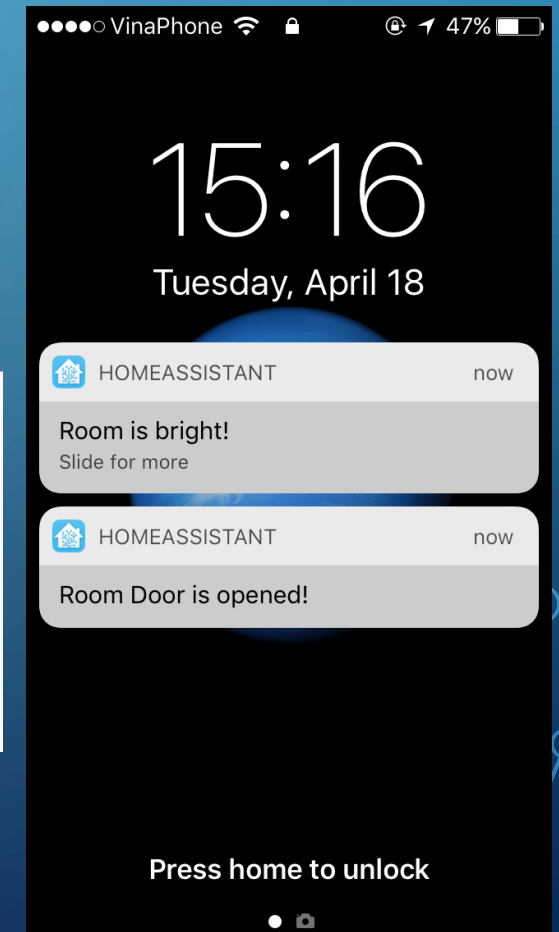 VinaPhone 47%
15:16
Tuesday, April 18
HOMEASSISTANT now
Room is bright!
Slide for more
HOMEASSISTANT now
Room Door is opened!
Press home to unlock